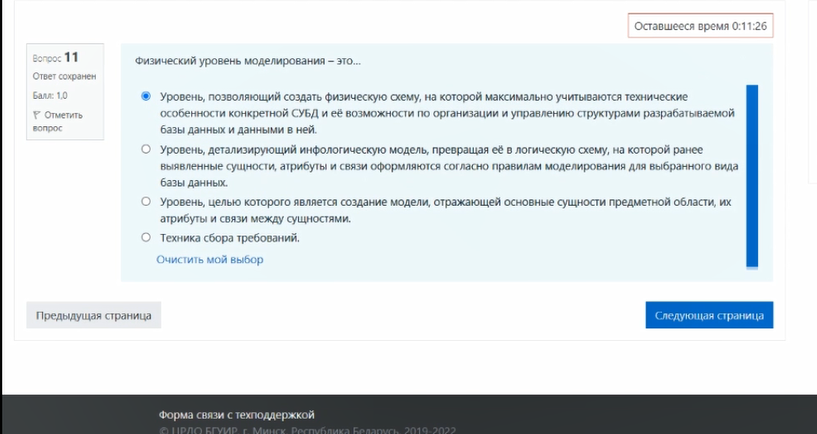 Оставшееся время 0:11:26
Вопрос 11
Ответ сохранен
Балл: 1,0
Отметить
вопрос
Физический уровень моделирования – это...
Уровень, позволяющий создать физическую схему, на которой максимально учитываются технические
особенности конкретной СУБД и её возможности по организации и управлению структурами разрабатываемой
базы данных и данными в ней.
Уровень, детализирующий инфологическую модель, превращая её в логическую схему, на которой ранее
выявленные сущности, атрибуты и связи оформляются согласно правилам моделирования для выбранного вида
базы данных.
Уровень, целью которого является создание модели, отражающей основные сущности предметной области, их
атрибуты и связи между сущностями.
Техника сбора требований.
Очистить мой выбор
Предыдущая страница
Следующая страница
Форма связи с техподдержкой
© ЦРДО БГУИР, г. Минск, Республика Беларусь, 2019-2022